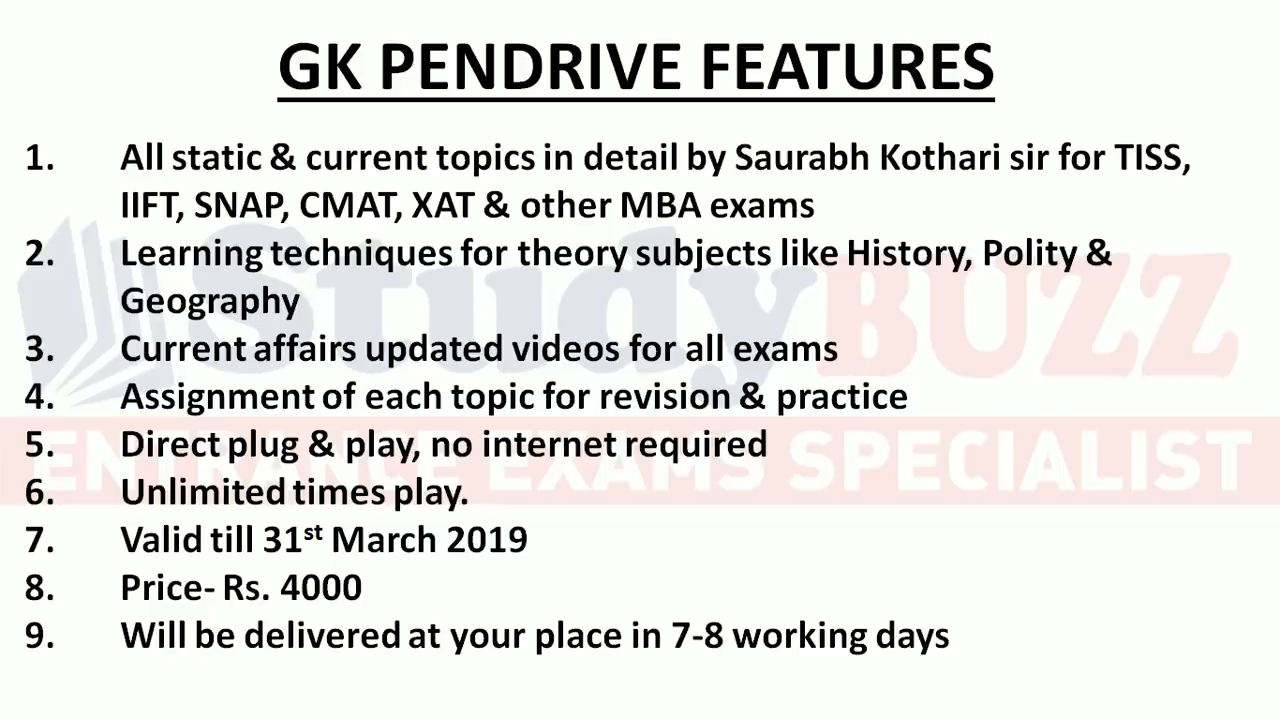 GK PENDRIVE FEATURES
1. All static & current topics in detail by Saurabh Kothari sir for TISS,
IIFT, SNAP, CMAT, XAT & other MBA exams
2. Learning techniques for theory subjects like History, Polity &
Geography
3. Current affairs updated videos for all exams
4. Assignment of each topic for revision & practice
5. Direct plug & play, no internet required
6. Unlimited times play.
7. Valid till 31st March 2019
8. Price- Rs. 4000
9. Will be delivered at your place in 7-8 working days
StudyBUZZ
ENTRANCE EXAMS SPECIALIST